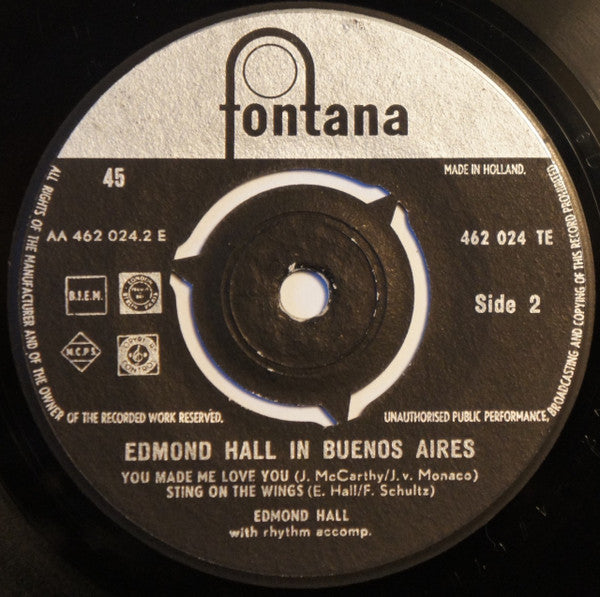 fontana
45
MADE IN HOLLAND.
AA 462 024.2 E
462 024 TE
B.I.E.M.
Side 2
M.C.P.S.
ALL RIGHTS OF THE MANUFACTURER AND OF THE OWNER OF THE RECORDED WORK RESERVED.
UNAUTHORISED PUBLIC PERFORMANCE, BROADCASTING AND COPYING OF THIS RECORD PROHIBITED
EDMOND HALL IN BUENOS AIRES
YOU MADE ME LOVE YOU (J. McCarthy/J. v. Monaco)
STING ON THE WINGS (E. Hall/F. Schultz)
EDMOND HALL
with rhythm accomp.